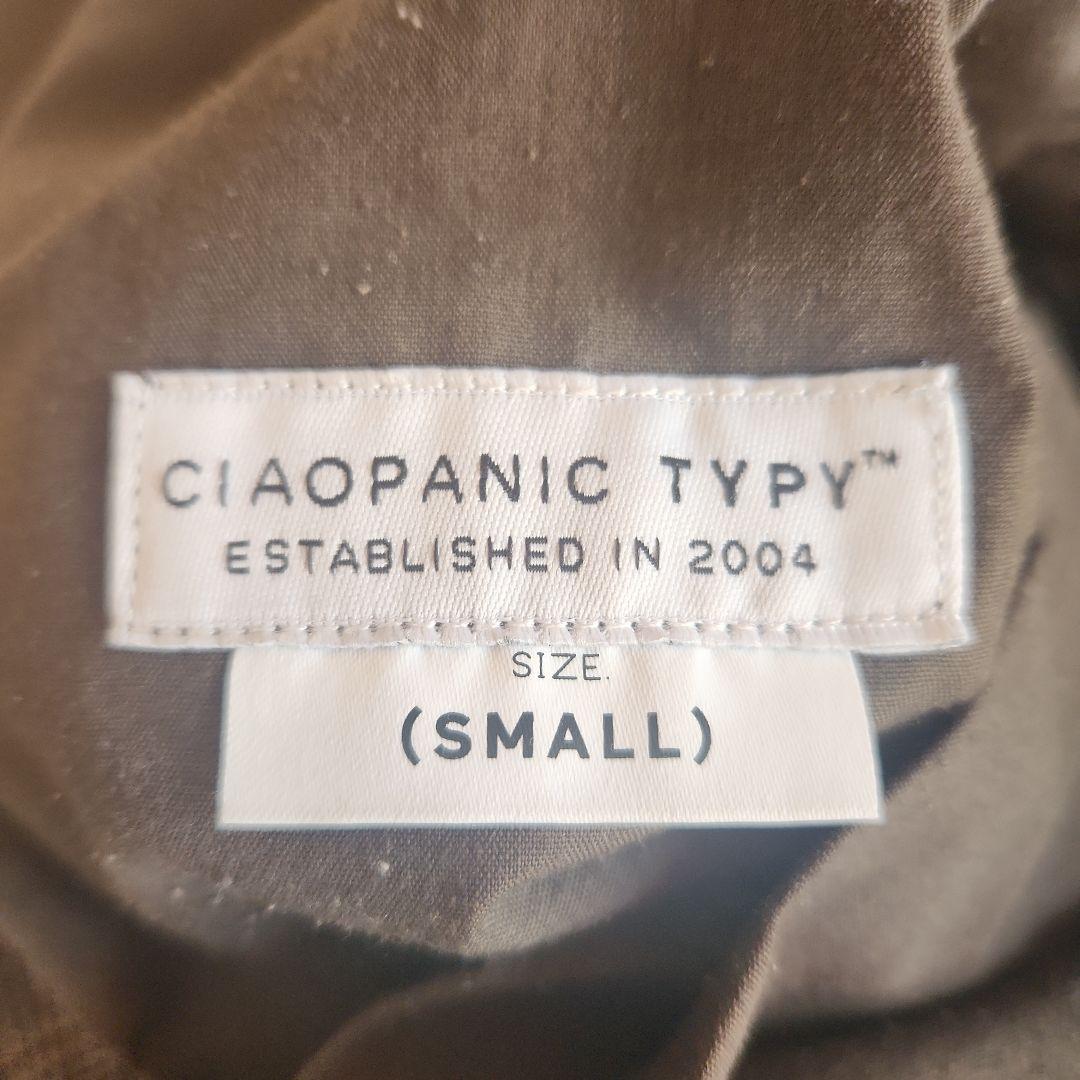 CIAOPANIC TYPY™
ESTABLISHED IN 2004
SIZE.
(SMALL)